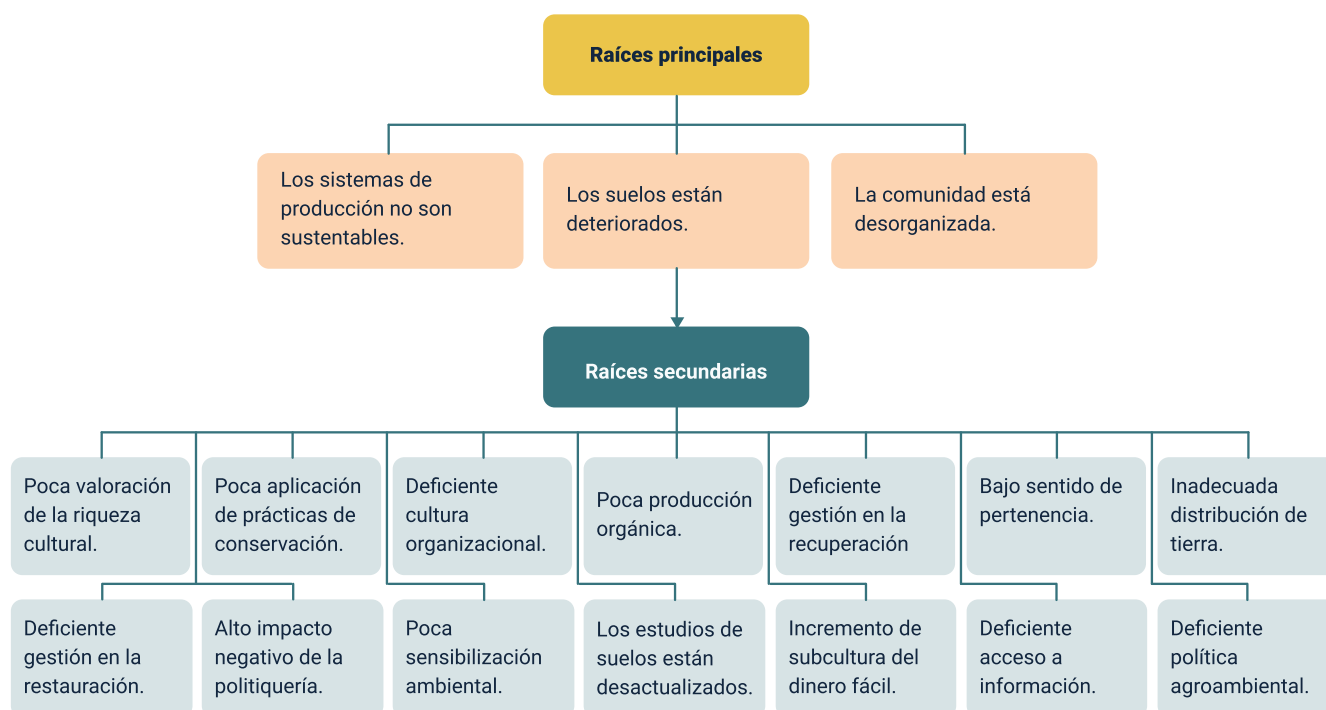 Raíces principales
Los sistemas de
producción no son
sustentables.
Los suelos están
deteriorados.
La comunidad está
desorganizada.
Raíces secundarias
Poca valoración
de la riqueza
cultural.
Poca aplicación
de prácticas de
conservación.
Deficiente
cultura
organizacional.
Poca producción
orgánica.
Deficiente
gestión en la
recuperación
Bajo sentido de
pertenencia.
Inadecuada
distribución de
tierra.
Deficiente
gestión en la
restauración.
Alto impacto
negativo de la
politiquería.
Poca
sensibilización
ambiental.
Los estudios de
suelos están
desactualizados.
Incremento de
subcultura del
dinero fácil.
Deficiente
acceso a
información.
Deficiente
política
agroambiental.